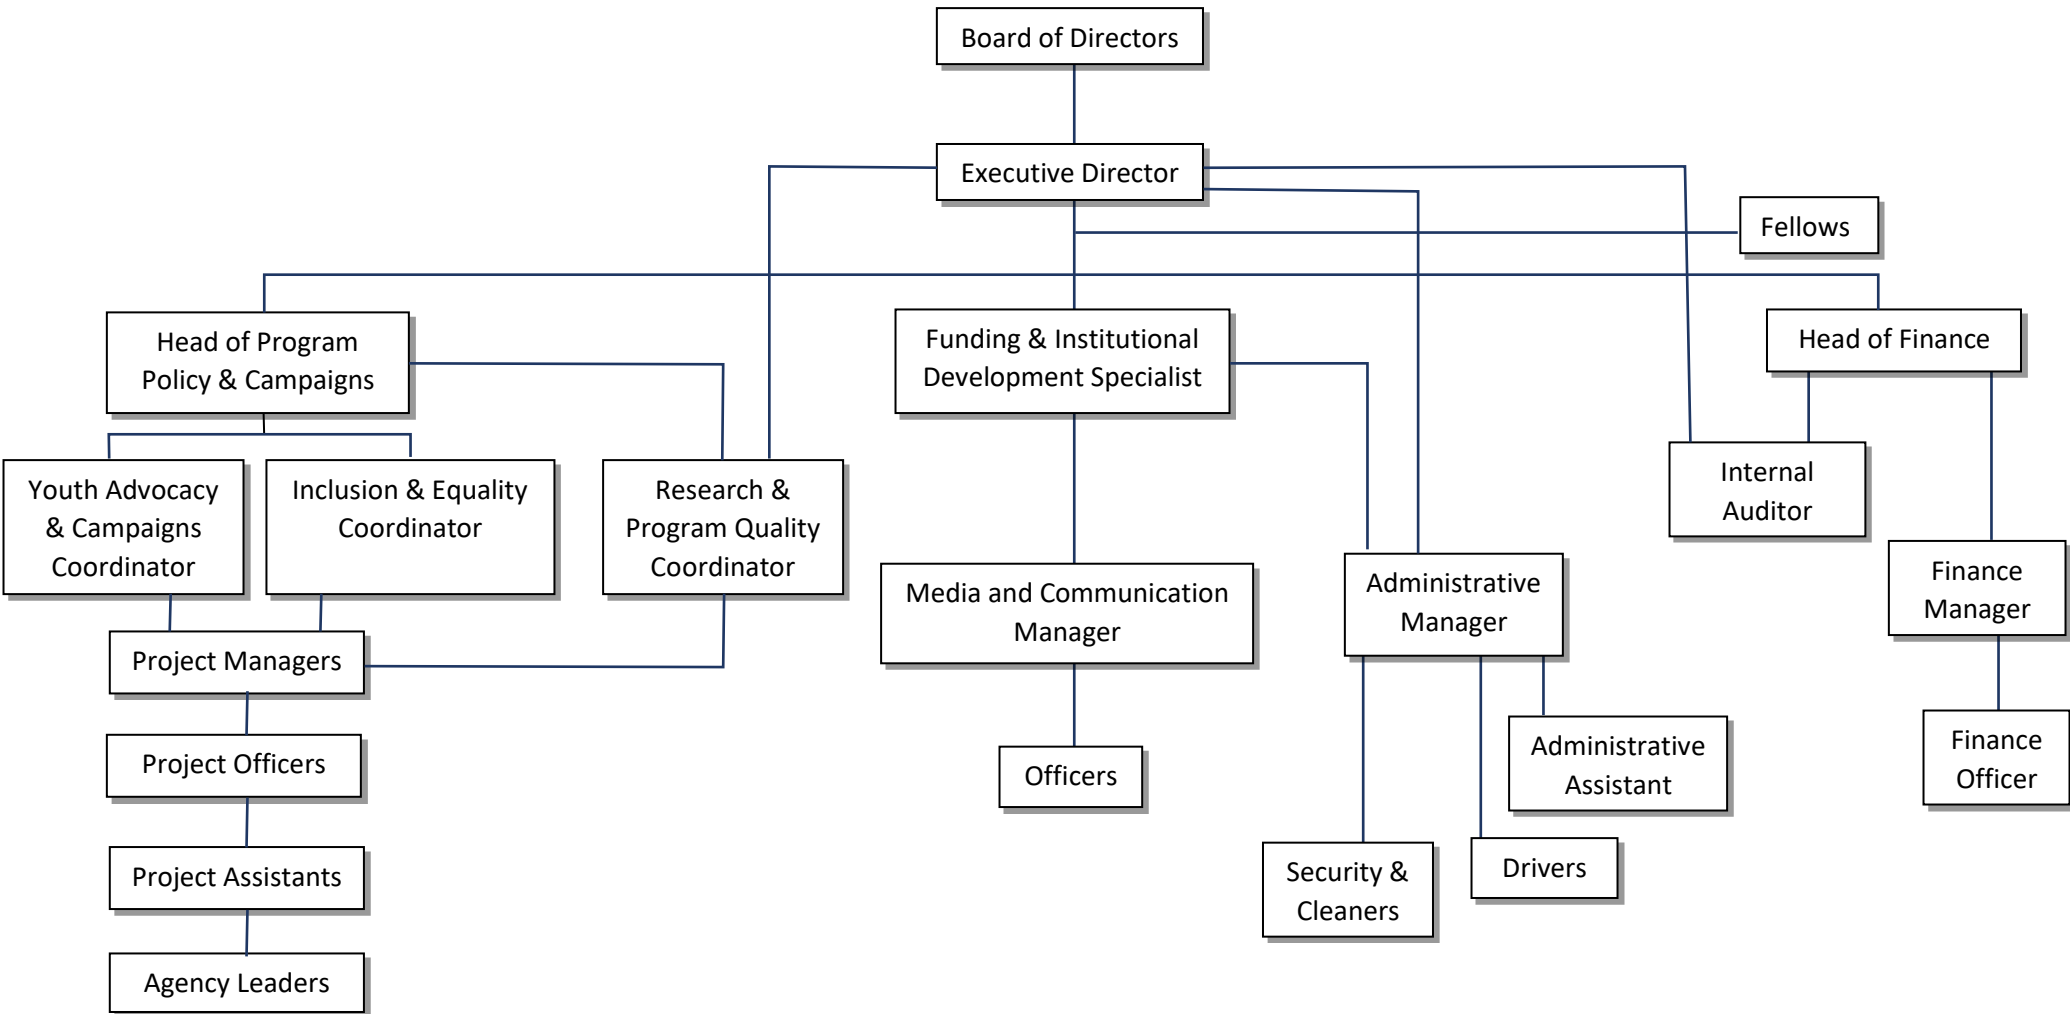 Board of Directors
Executive Director
Fellows
Head of Program
Policy & Campaigns
Funding & Institutional
Development Specialist
Head of Finance
Youth Advocacy
& Campaigns
Coordinator
Inclusion & Equality
Coordinator
Research &
Program Quality
Coordinator
Internal
Auditor
Media and Communication
Manager
Administrative
Manager
Finance
Manager
Project Managers
Project Officers
Officers
Administrative
Assistant
Finance
Officer
Project Assistants
Security &
Cleaners
Drivers
Agency Leaders